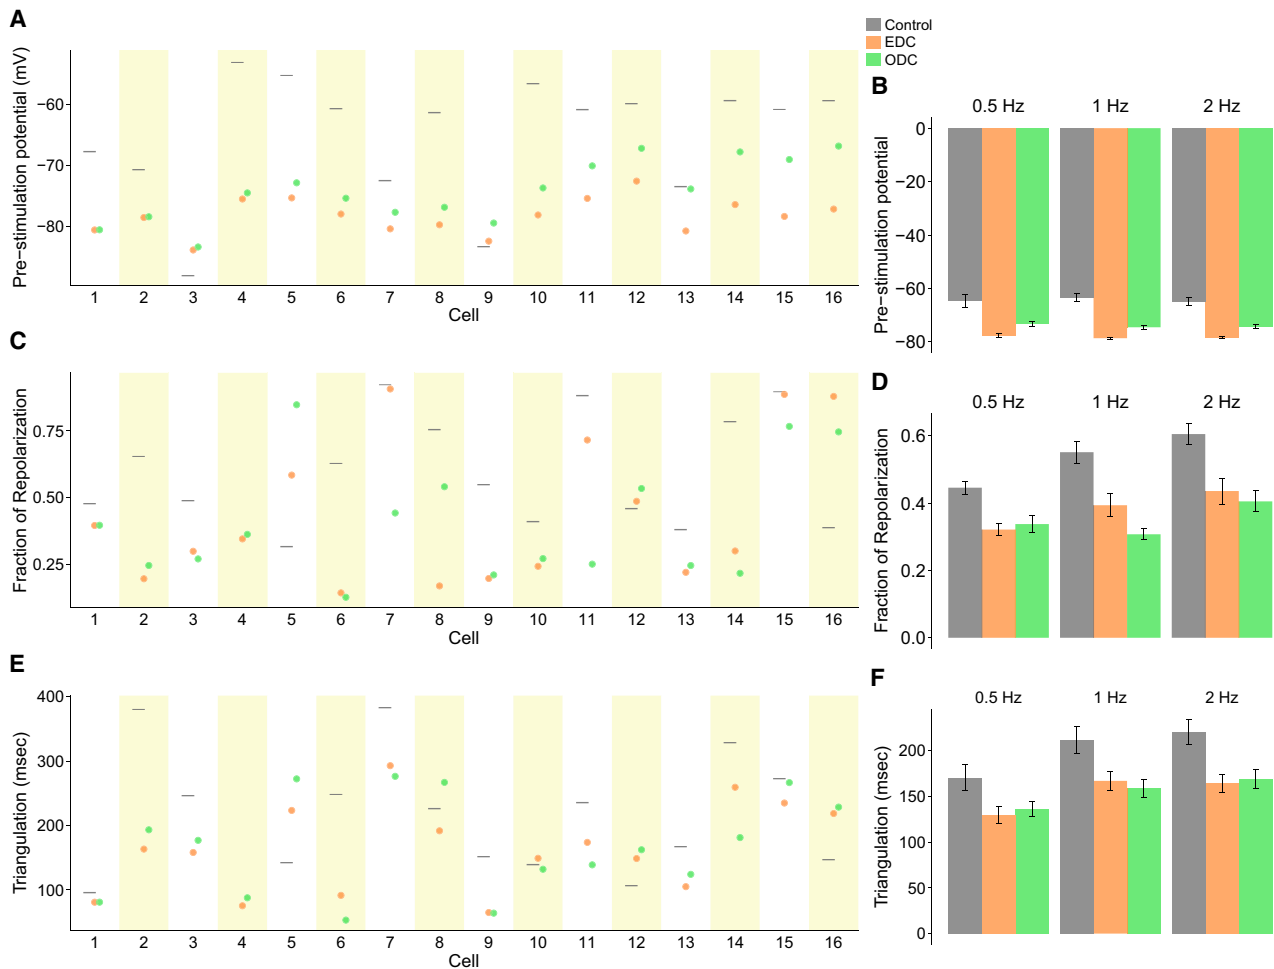 A
Pre−stimulation potential (mV)
−60
−70
−80
1 2 3 4 5 6 7 8 9 10 11 12 13 14 15 16
Cell
Control
EDC
ODC
B
0.5 Hz 1 Hz 2 Hz
Pre−stimulation potential
0
−20
−40
−60
−80
C
Fraction of Repolarization
0.75
0.50
0.25
1 2 3 4 5 6 7 8 9 10 11 12 13 14 15 16
Cell
D
0.5 Hz 1 Hz 2 Hz
Fraction of Repolarization
0.6
0.4
0.2
0.0
E
Triangulation (msec)
400
300
200
100
1 2 3 4 5 6 7 8 9 10 11 12 13 14 15 16
Cell
F
0.5 Hz 1 Hz 2 Hz
Triangulation (msec)
200
150
100
50
0